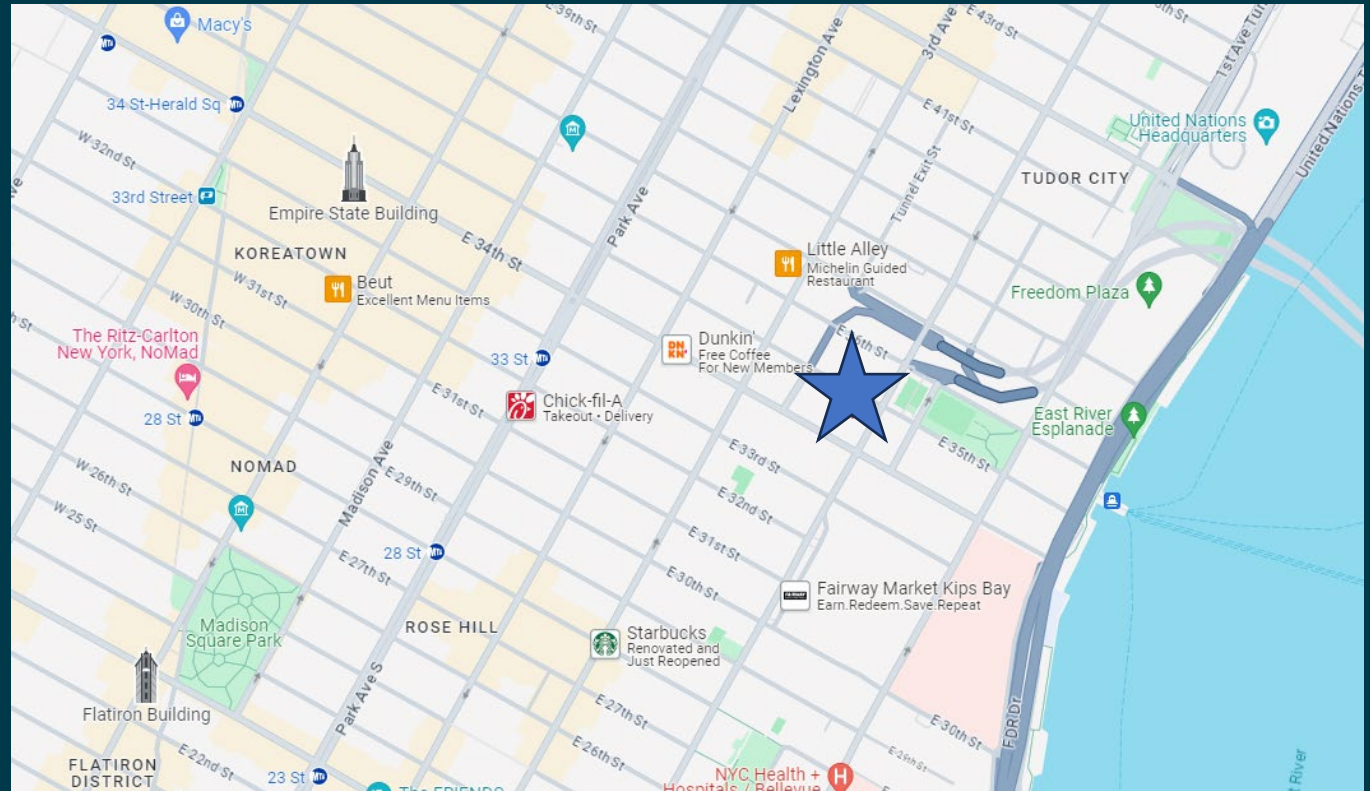 E 39th St
Macy's
3rd Ave
E 43rd St
Lexington Ave
1st Ave Tun
34 St-Herald Sq
E 41st St
United Nations
Headquarters
W 32nd St
United Nations
Tunnel Exit St
TUDOR CITY
33rd Street
Empire State Building
Park Ave
E 34th St
KOREATOWN
Little Alley
Michelin Guided
Restaurant
W 31st St
Beut
Excellent Menu Items
Freedom Plaza
W 30th St
The Ritz-Carlton
New York, NoMad
Dunkin'
Free Coffee
For New Members
33 St
E 31st St
Chick-fil-A
Takeout • Delivery
28 St
East River
Esplanade
E 33rd St
E 35th St
NOMAD
Madison Ave
W 26th St
E 29th St
E 32nd St
W 25 St
E 31st St
28 St
E 27th St
E 30th St
Fairway Market Kips Bay
Earn.Redeem.Save.Repeat
Madison
Square Park
ROSE HILL
Starbucks
Renovated and
Just Reopened
Park Ave S
Flatiron Building
E 27th St
E 30th St
FDR Dr
E 22nd St
E 26th St
E 29th St
FLATIRON
DISTRICT
23 St
NYC Health +
Hospitals / Bellevue
River